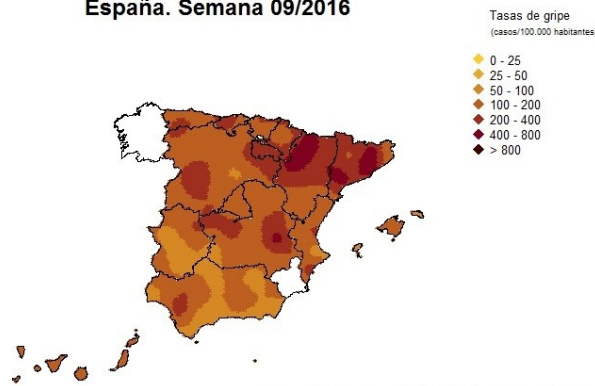 España. Semana 09/2016
Tasas de gripe
(casos/100.000 habitantes)
0 - 25
25 - 50
50 - 100
100 - 200
200 - 400
400 - 800
> 800